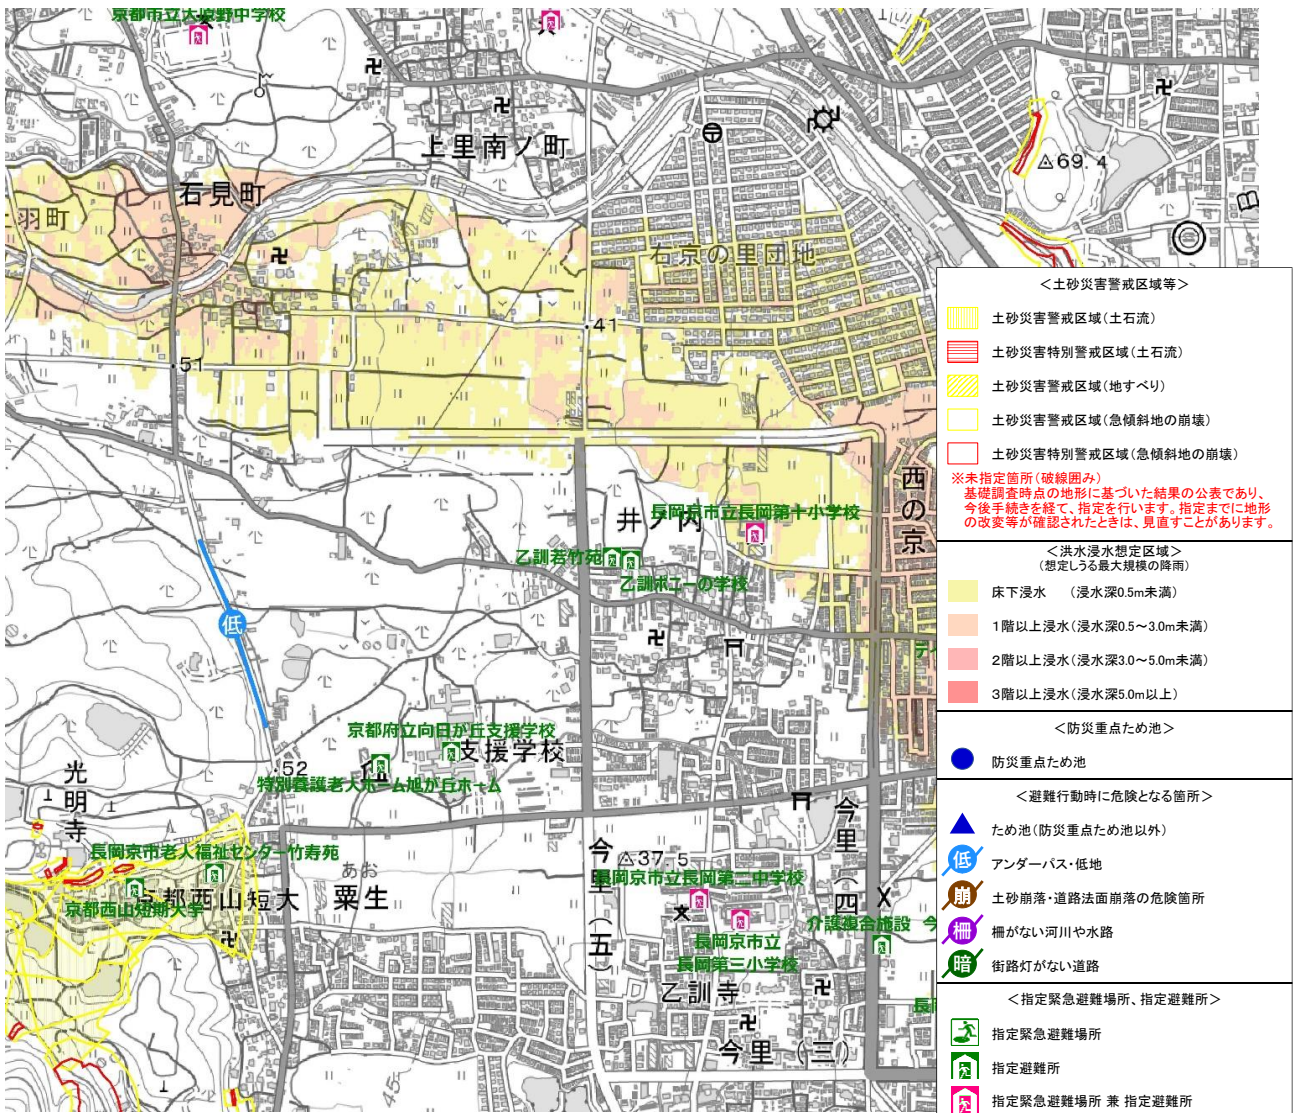 京都市立大原野中学校
上里南ノ町
69.4
石見町
羽町
右京の里団地
41
51
西の京
長岡京市立長岡第十小学校
井ノ内
乙訓若竹苑
乙訓ポニーの学校
低
京都府立向日が丘支援学校
支援学校
52
特別養護老人ホーム旭が丘ホーム
光明寺
長岡京市老人福祉センター竹寿苑
京都西山短大
京都西山短期大学
あお
粟生
今里(五)
37.5
長岡京市立長岡第二中学校
今里(四)
介護複合施設 今
長岡京市立
長岡第三小学校
乙訓寺
今里(三)
45
<土砂災害警戒区域等>
土砂災害警戒区域(土石流)
土砂災害特別警戒区域(土石流)
土砂災害警戒区域(地すべり)
土砂災害警戒区域(急傾斜地の崩壊)
土砂災害特別警戒区域(急傾斜地の崩壊)
※未指定箇所(破線囲み)
基礎調査時点の地形に基づいた結果の公表であり、
今後手続きを経て、指定を行います。指定までに地形
の改変等が確認されたときは、見直すことがあります。
<洪水浸水想定区域>
(想定しうる最大規模の降雨)
床下浸水 (浸水深0.5m未満)
1階以上浸水(浸水深0.5~3.0m未満)
2階以上浸水(浸水深3.0~5.0m未満)
3階以上浸水(浸水深5.0m以上)
<防災重点ため池>
防災重点ため池
<避難行動時に危険となる箇所>
ため池(防災重点ため池以外)
低 アンダーパス・低地
崩 土砂崩落・道路法面崩落の危険箇所
柵 柵がない河川や水路
暗 街路灯がない道路
<指定緊急避難場所、指定避難所>
指定緊急避難場所
指定避難所
指定緊急避難場所 兼 指定避難所